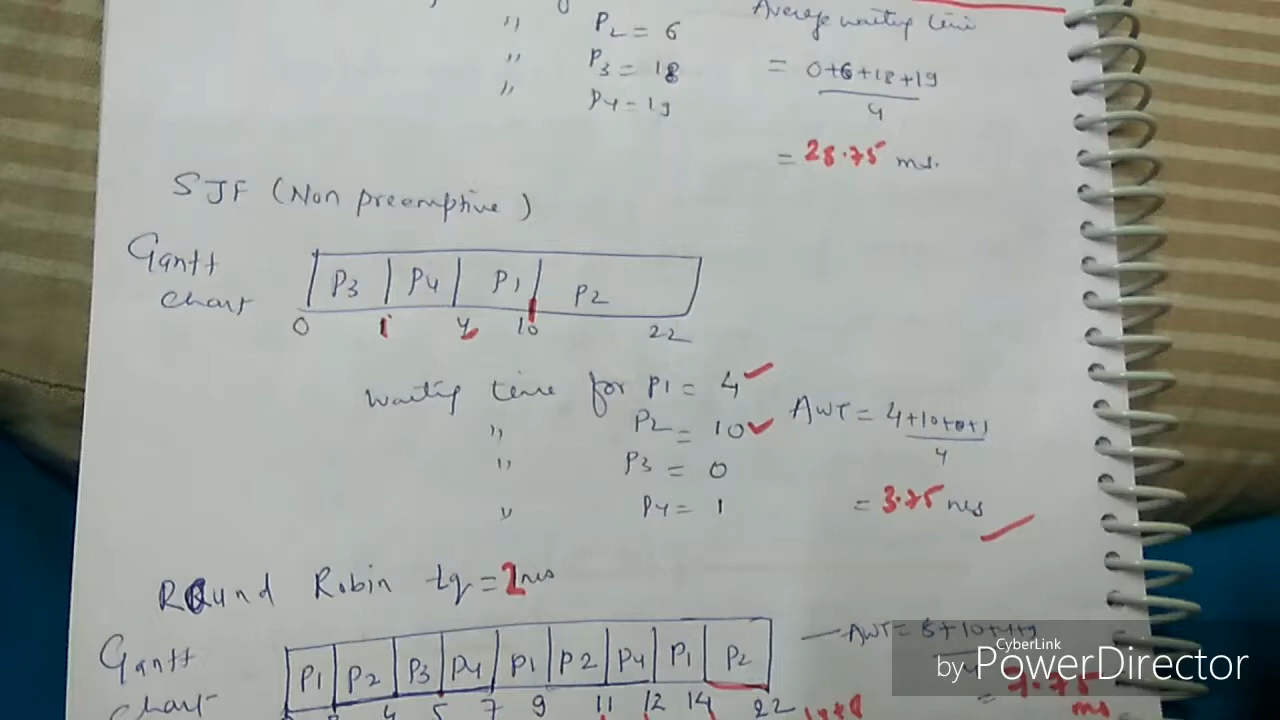 ,, P2 = 6
Average waiting time
,, P3 = 18
= 0+6+18+19
,, P4 = 19
4
= 28.75 ms.
SJF (Non preemptive)
Gantt chart
P3 P4 P1 P2
0 1 4 10 22
waiting time for P1 = 4
,, P2 = 10
AWT = 4+10+0+1
4
,, P3 = 0
,, P4 = 1
= 3.75 ms
Round Robin tq = 2ms
Gantt chart
P1 P2 P3 P4 P1 P2 P4 P1 P2
4 5 7 9 11 12 14 22
AWT =
= 7.75 ms
CyberLink
by PowerDirector